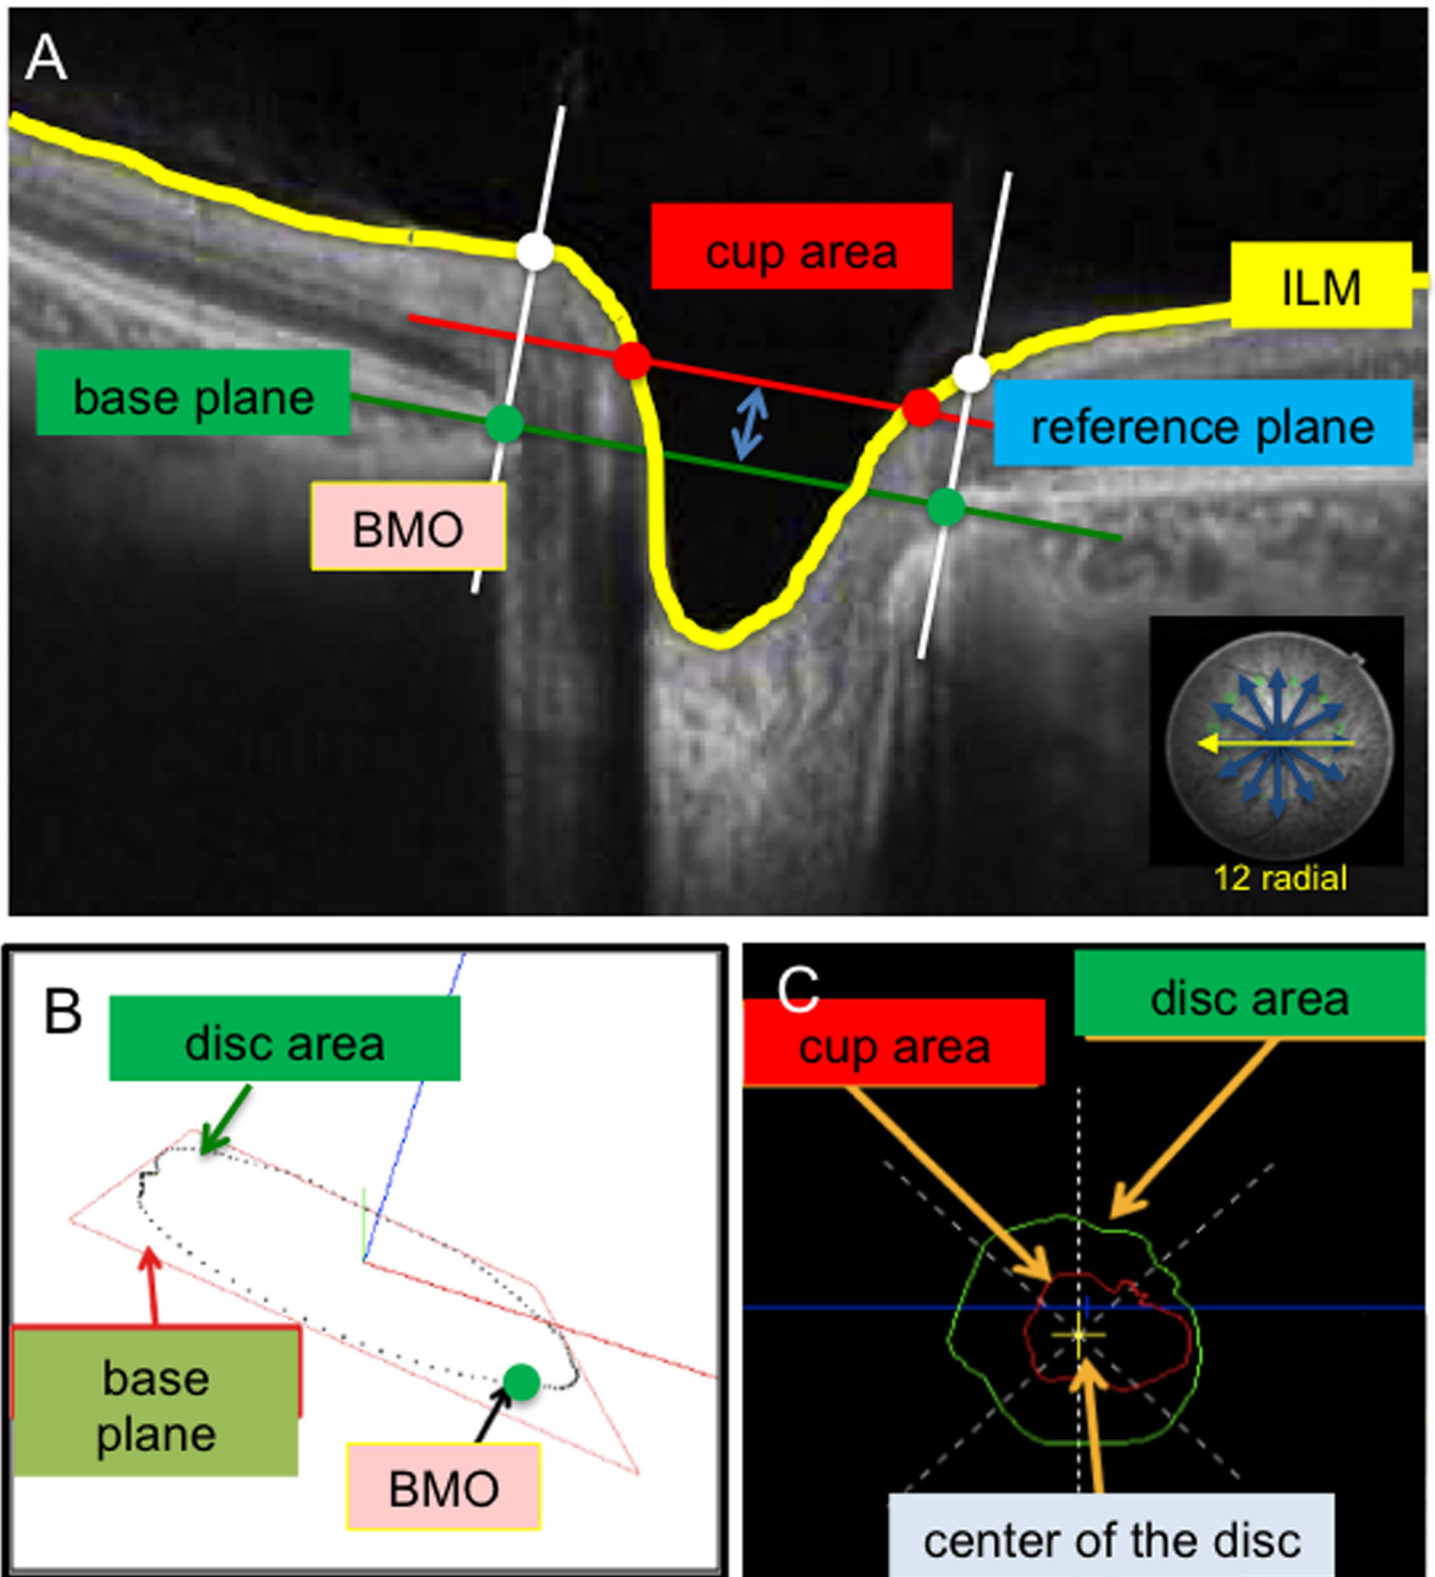 A
cup area
ILM
base plane
reference plane
BMO
12 radial
B
disc area
base
plane
BMO
C
disc area
cup area
center of the disc